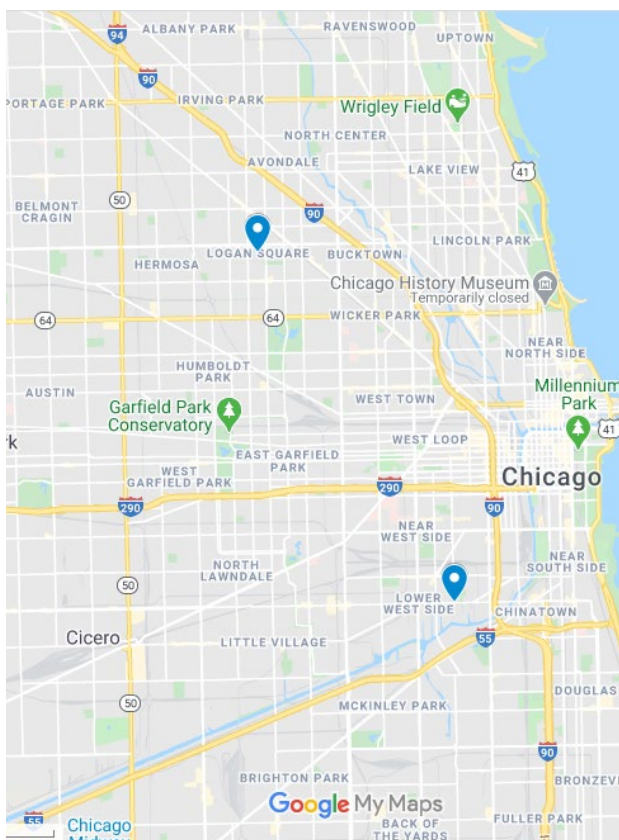 ALBANY PARK
RAVENSWOOD
UPTOWN
94
90
PORTAGE PARK
IRVING PARK
Wrigley Field
NORTH CENTER
AVONDALE
LAKE VIEW
41
50
BELMONT
CRAGIN
90
LOGAN SQUARE
BUCKTOWN
LINCOLN PARK
HERMOSA
Chicago History Museum
Temporarily closed
64
64
WICKER PARK
NEAR
NORTH SIDE
HUMBOLDT
PARK
AUSTIN
WEST TOWN
Millennium
Park
Garfield Park
Conservatory
41
rk
WEST LOOP
EAST GARFIELD
PARK
WEST
GARFIELD PARK
Chicago
290
290
90
NEAR
WEST SIDE
NORTH
LAWNDALE
NEAR
SOUTH SIDE
50
LOWER
WEST SIDE
CHINATOWN
Cicero
LITTLE VILLAGE
55
50
DOUGLAS
MCKINLEY PARK
90
BRIGHTON PARK
BRONZEV
Google My Maps
55
Chicago
Midway
BACK OF
THE YARDS
FULLER PARK